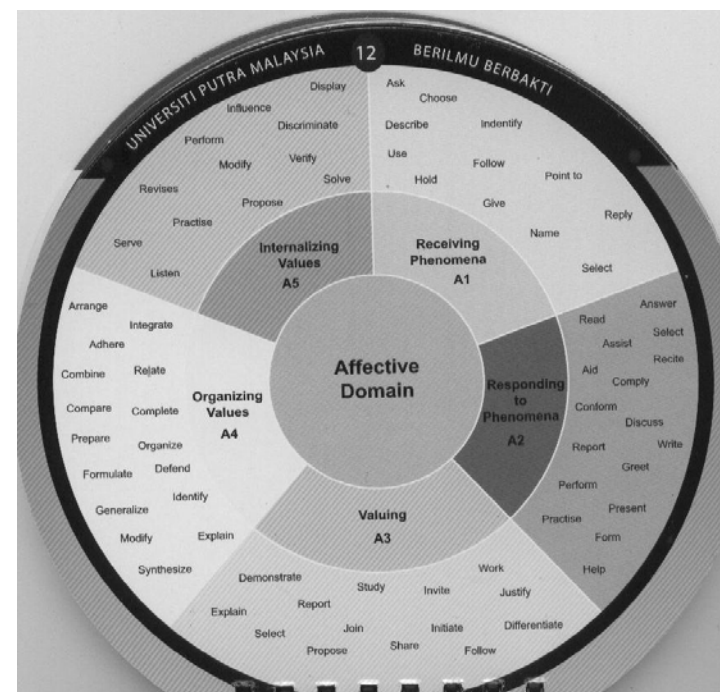 UNIVERSITI PUTRA MALAYSIA
12
BERILMU BERBAKTI
Affective
Domain
Receiving
Phenomena
A1
Ask
Choose
Describe
Indentify
Use
Follow
Hold
Point to
Give
Reply
Name
Select
Responding
to
Phenomena
A2
Answer
Read
Select
Assist
Recite
Aid
Comply
Conform
Discuss
Write
Report
Greet
Perform
Present
Practise
Form
Help
Valuing
A3
Work
Demonstrate
Study
Invite
Justify
Report
Explain
Select
Join
Initiate
Differentiate
Propose
Share
Follow
Organizing
Values
A4
Arrange
Integrate
Adhere
Combine
Relate
Compare
Complete
Prepare
Organize
Formulate
Defend
Identify
Generalize
Modify
Explain
Synthesize
Internalizing
Values
A5
Display
Influence
Discriminate
Perform
Verify
Modify
Solve
Revises
Propose
Practise
Serve
Listen